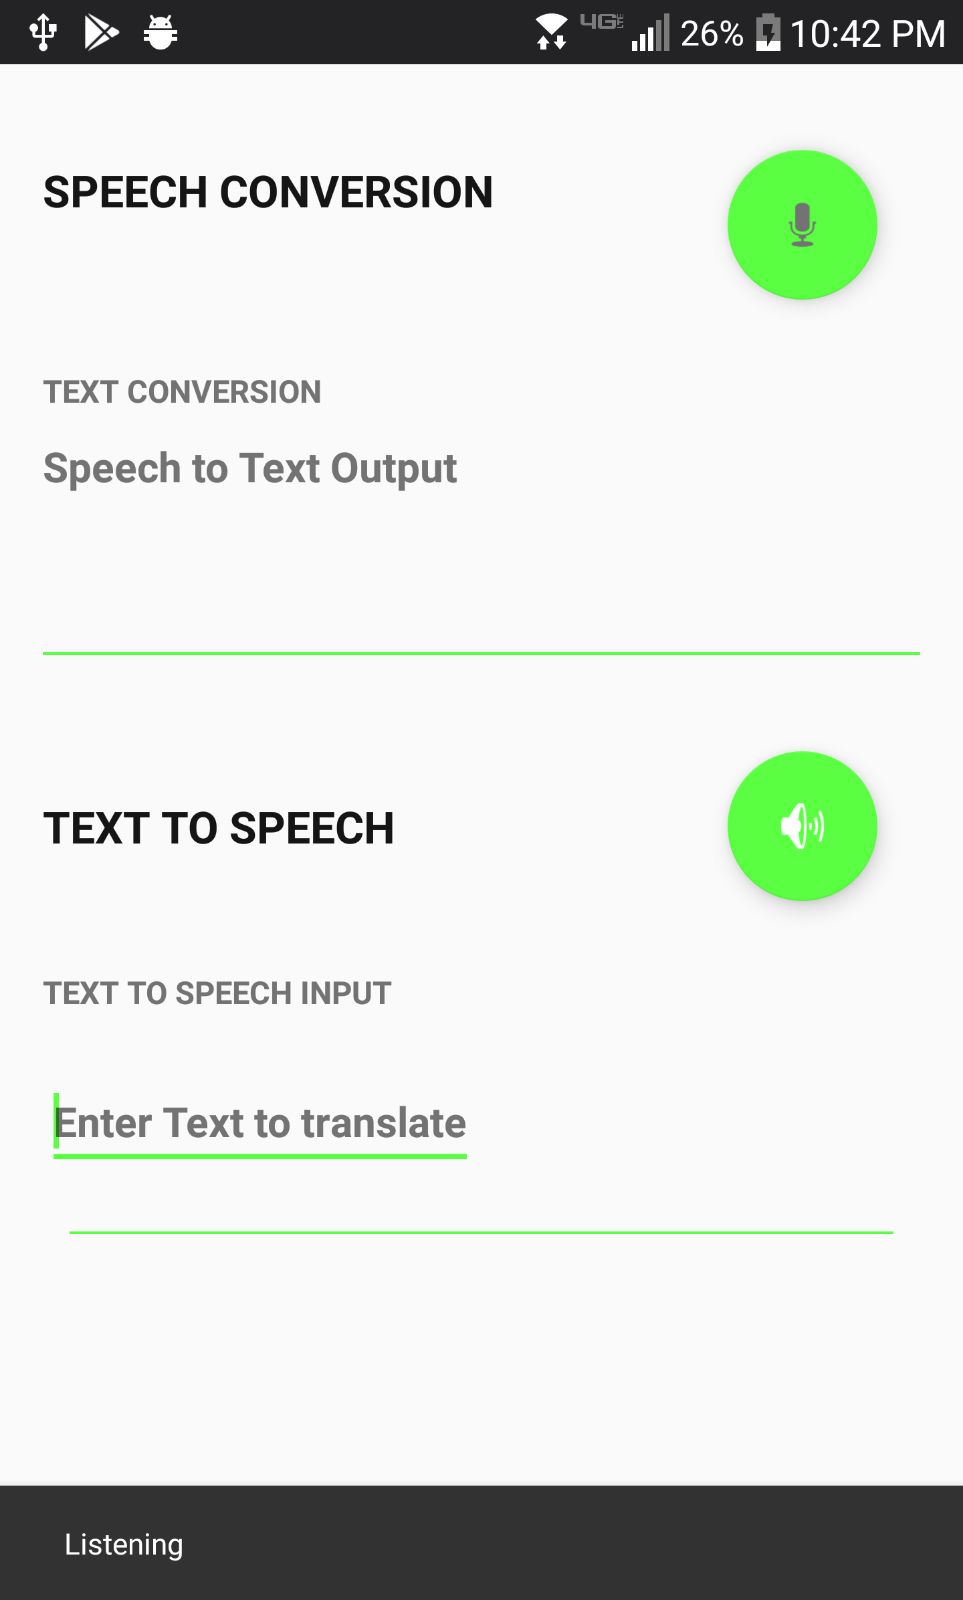 4G LTE 26% 10:42 PM
SPEECH CONVERSION
TEXT CONVERSION
Speech to Text Output
TEXT TO SPEECH
TEXT TO SPEECH INPUT
Enter Text to translate
Listening